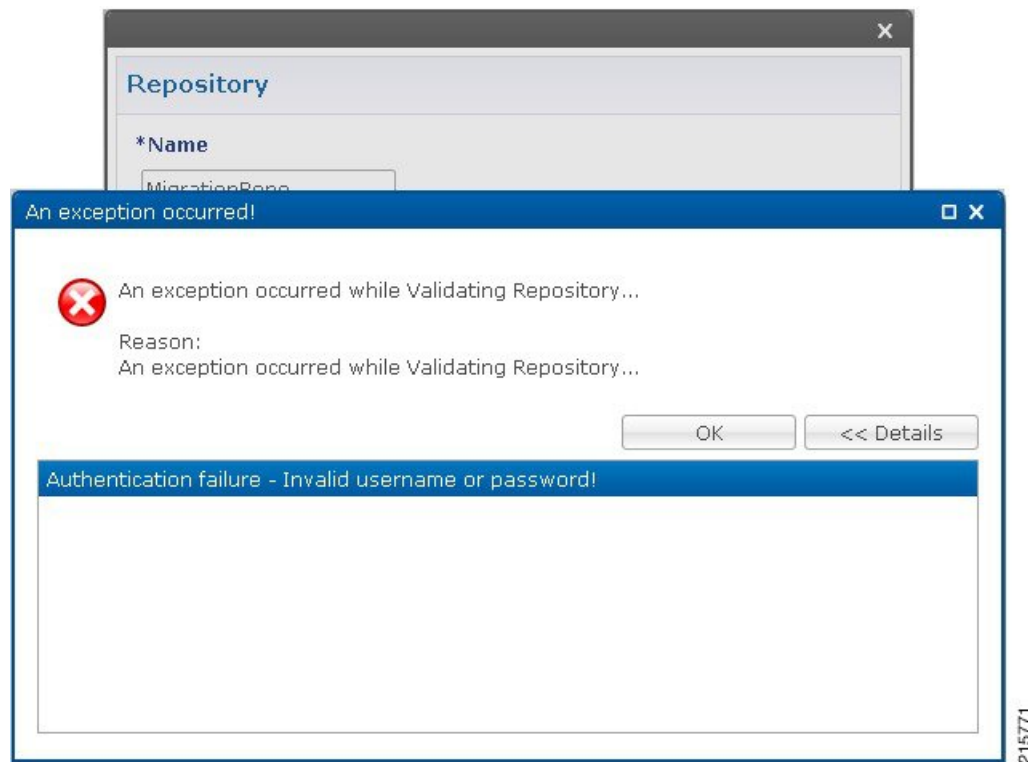 Repository
*Name
MigrationRepo
An exception occurred!
An exception occurred while Validating Repository...
Reason:
An exception occurred while Validating Repository...
OK
<< Details
Authentication failure - Invalid username or password!
215771